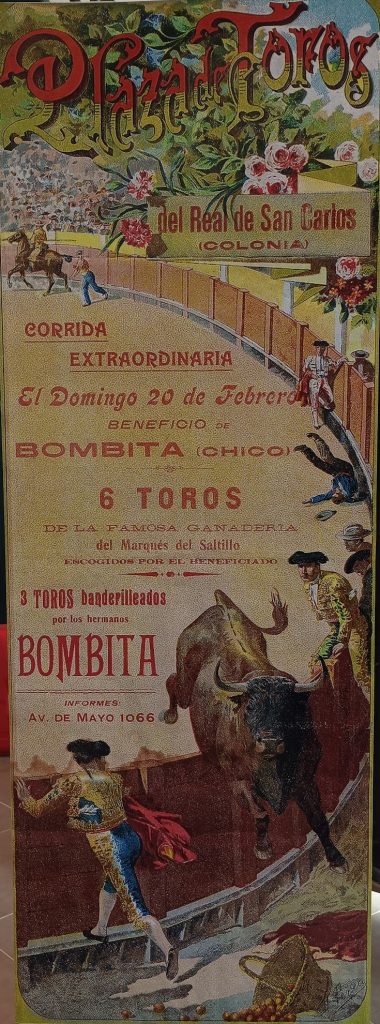 Plaza de Toros
del Real de San Carlos
(COLONIA)
CORRIDA
EXTRAORDINARIA
El Domingo 20 de Febrero
BENEFICIO DE
BOMBITA (CHICO)
6 TOROS
DE LA FAMOSA GANADERIA
del Marqués del Saltillo
ESCOGIDOS POR EL BENEFICIADO
3 TOROS banderilleados
por los hermanos
BOMBITA
INFORMES:
AV. DE MAYO 1066